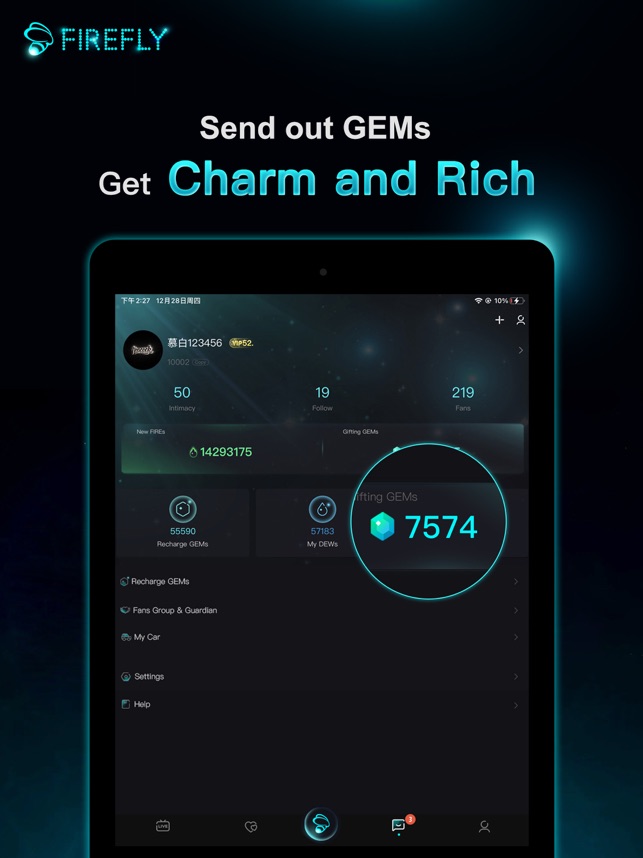 FIREFLY
Send out GEMs
Get Charm and Rich
下午2:27 12月28日周四
10%
慕白123456 VIP52.
10002
50 19 219
Intimacy Follow Fans
New FIREs Gifting GEMs
14293175
ifting GEMs
7574
55590 57183
Recharge GEMs My DEWs
Recharge GEMs
Fans Group & Guardian
My Car
Settings
Help
LIVE
3